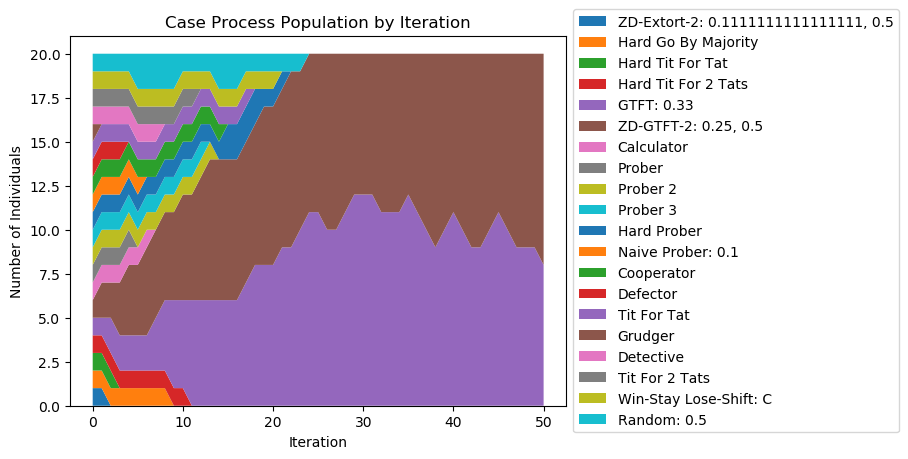 Case Process Population by Iteration
20.0
17.5
15.0
12.5
10.0
7.5
5.0
2.5
0.0
Number of Individuals
0 10 20 30 40 50
Iteration
ZD-Extort-2: 0.1111111111111111, 0.5
Hard Go By Majority
Hard Tit For Tat
Hard Tit For 2 Tats
GTFT: 0.33
ZD-GTFT-2: 0.25, 0.5
Calculator
Prober
Prober 2
Prober 3
Hard Prober
Naive Prober: 0.1
Cooperator
Defector
Tit For Tat
Grudger
Detective
Tit For 2 Tats
Win-Stay Lose-Shift: C
Random: 0.5